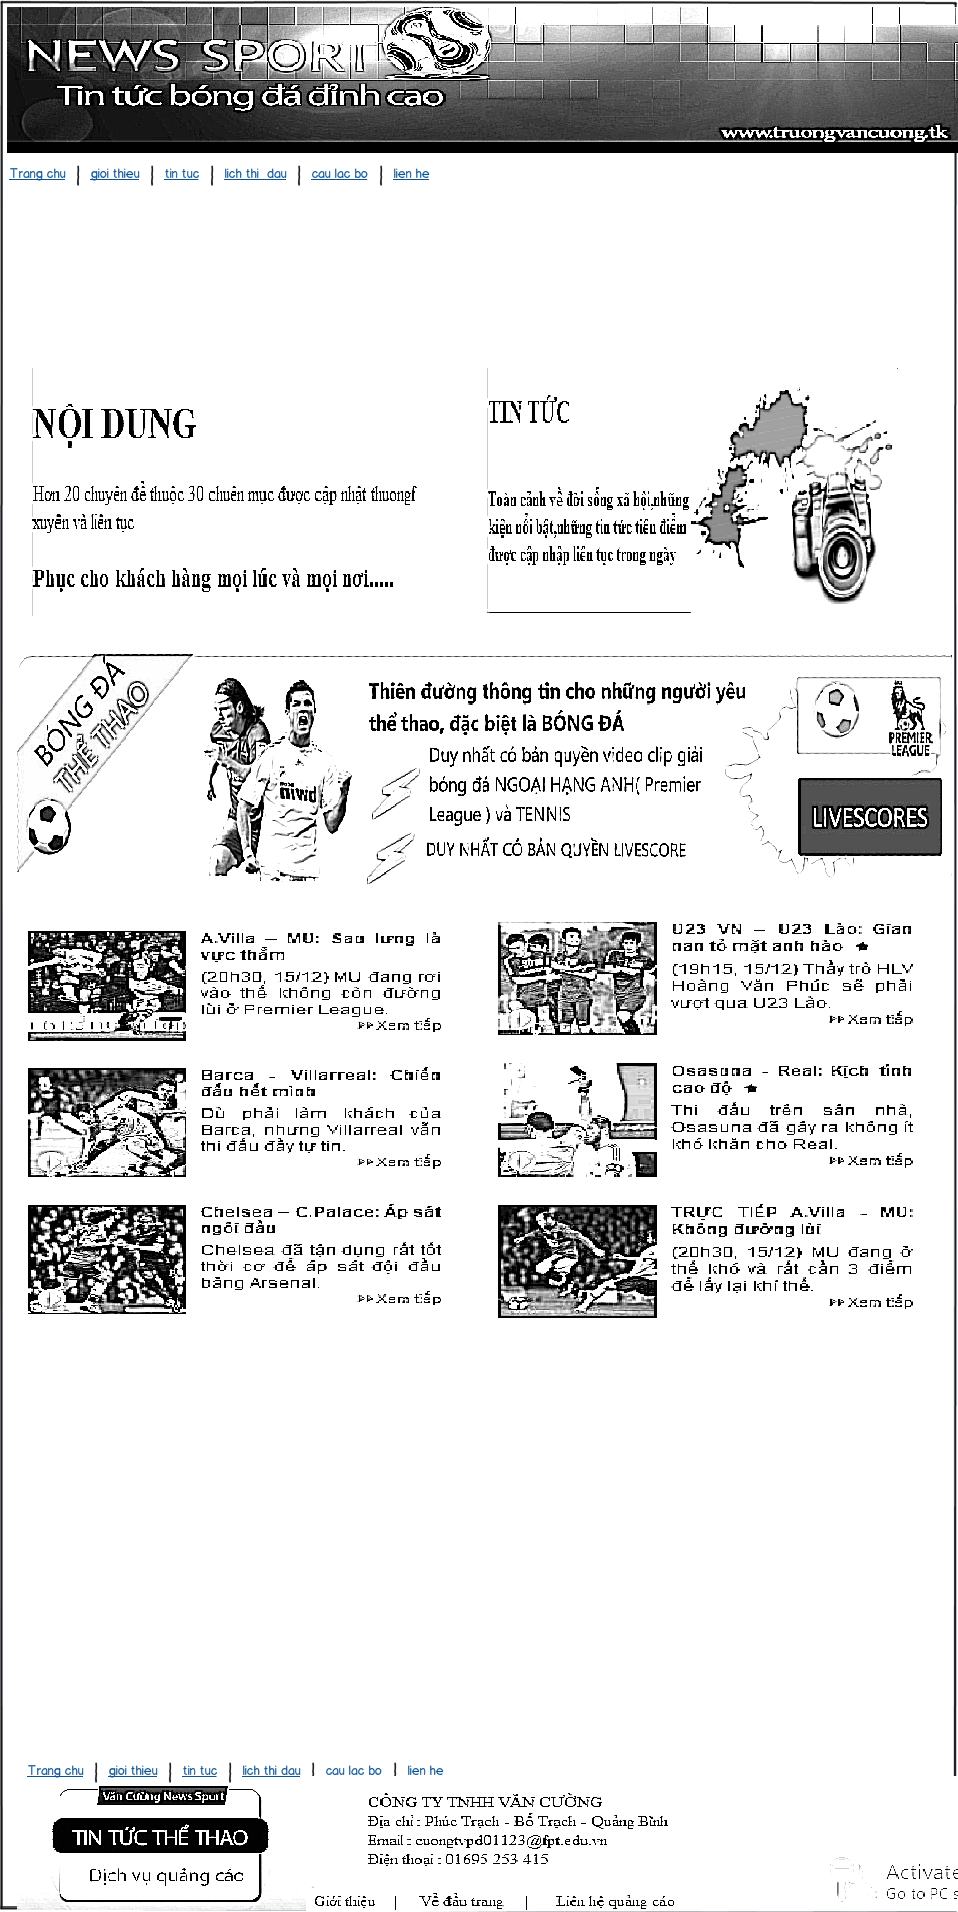 NEWS SPORT
Tin tức bóng đá đỉnh cao
www.truongvancuong.tk
Trang chu | gioi thieu | tin tuc | lich thi dau | cau lac bo | lien he
NỘI DUNG
Hơn 20 chuyên đề thuộc 30 chuên mục được cập nhật thuongf
xuyên và liên tục
Phục cho khách hàng mọi lúc và mọi nơi.....
TIN TỨC
Toàn cảnh về đời sống xã hội,những
kiện nổi bật,những tin tức tiêu điểm
được cập nhập liên tục trong ngày
BÓNG ĐÁ
THỂ THAO
Thiên đường thông tin cho những người yêu
thể thao, đặc biệt là BÓNG ĐÁ
Duy nhất có bản quyền video clip giải
bóng đá NGOẠI HẠNG ANH( Premier
League ) và TENNIS
DUY NHẤT CÓ BẢN QUYỀN LIVESCORE
PREMIER
LEAGUE
LIVESCORES
A.Villa – MU: Sau lưng là
vực thẳm
(20h30, 15/12) MU đang rơi
vào thế không còn đường
lùi ở Premier League.
Xem tiếp
Barca - Villarreal: Chiến
đấu hết mình
Dù phải làm khách của
Barca, nhưng Villarreal vẫn
thi đấu đầy tự tin.
Xem tiếp
Chelsea – C.Palace: Áp sát
ngôi đầu
Chelsea đã tận dụng rất tốt
thời cơ để áp sát đội đầu
bảng Arsenal.
Xem tiếp
U23 VN – U23 Lào: Gian
nan tỏ mặt anh hào
(19h15, 15/12) Thầy trò HLV
Hoàng Văn Phúc sẽ phải
vượt qua U23 Lào.
Xem tiếp
Osasuna - Real: Kịch tính
cao độ
Thi đấu trên sân nhà,
Osasuna đã gây ra không ít
khó khăn cho Real.
Xem tiếp
TRỰC TIẾP A.Villa - MU:
Không đường lùi
(20h30, 15/12) MU đang ở
thế khó và rất cần 3 điểm
để lấy lại khí thế.
Xem tiếp
Trang chu | gioi thieu | tin tuc | lich thi dau | cau lac bo | lien he
Văn Cường News Sport
TIN TỨC THỂ THAO
Dịch vụ quảng cáo
CÔNG TY TNHH VĂN CƯỜNG
Địa chỉ : Phúc Trạch - Bố Trạch - Quảng Bình
Email : cuongtvpd01123@fpt.edu.vn
Điện thoại : 01695 253 415
Giới thiệu | Về đầu trang | Liên hệ quảng cáo
Activate
Go to PC s